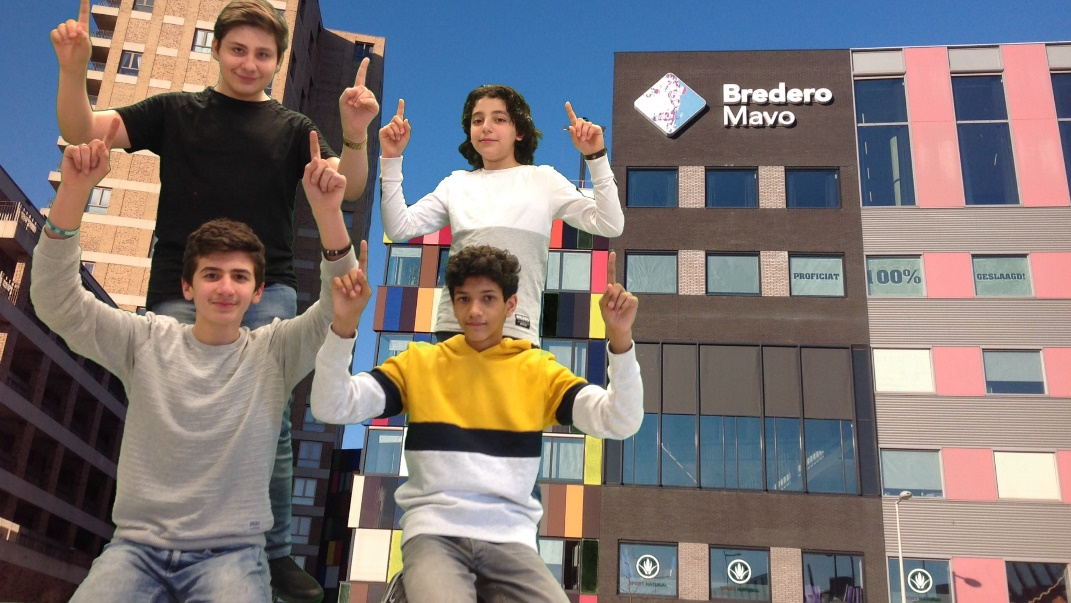 Bredero
Mavo
PROFICIAT
100%
GESLAAGD!